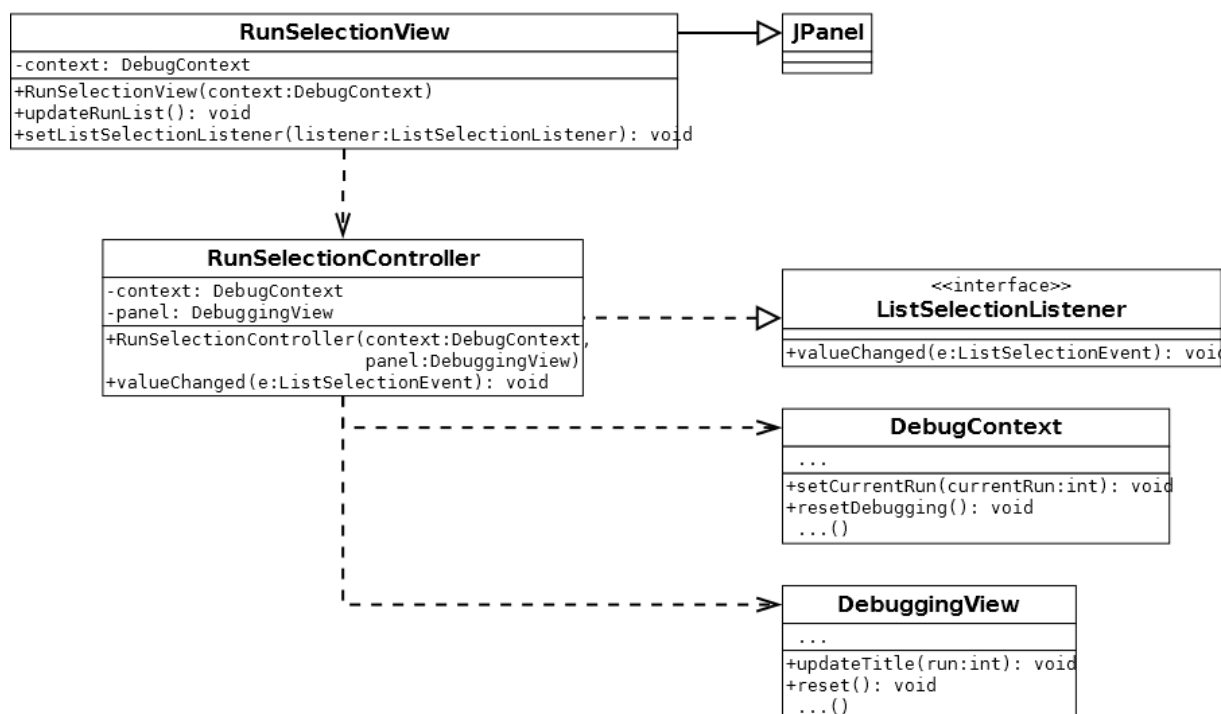 RunSelectionView
-context: DebugContext
+RunSelectionView(context:DebugContext)
+updateRunList(): void
+setListSelectionListener(listener:ListSelectionListener): void
JPanel
RunSelectionController
-context: DebugContext
-panel: DebuggingView
+RunSelectionController(context:DebugContext,
panel:DebuggingView)
+valueChanged(e:ListSelectionEvent): void
<<interface>>
ListSelectionListener
+valueChanged(e:ListSelectionEvent): void
DebugContext
...
+setCurrentRun(currentRun:int): void
+resetDebugging(): void
...()
DebuggingView
...
+updateTitle(run:int): void
+reset(): void
...()